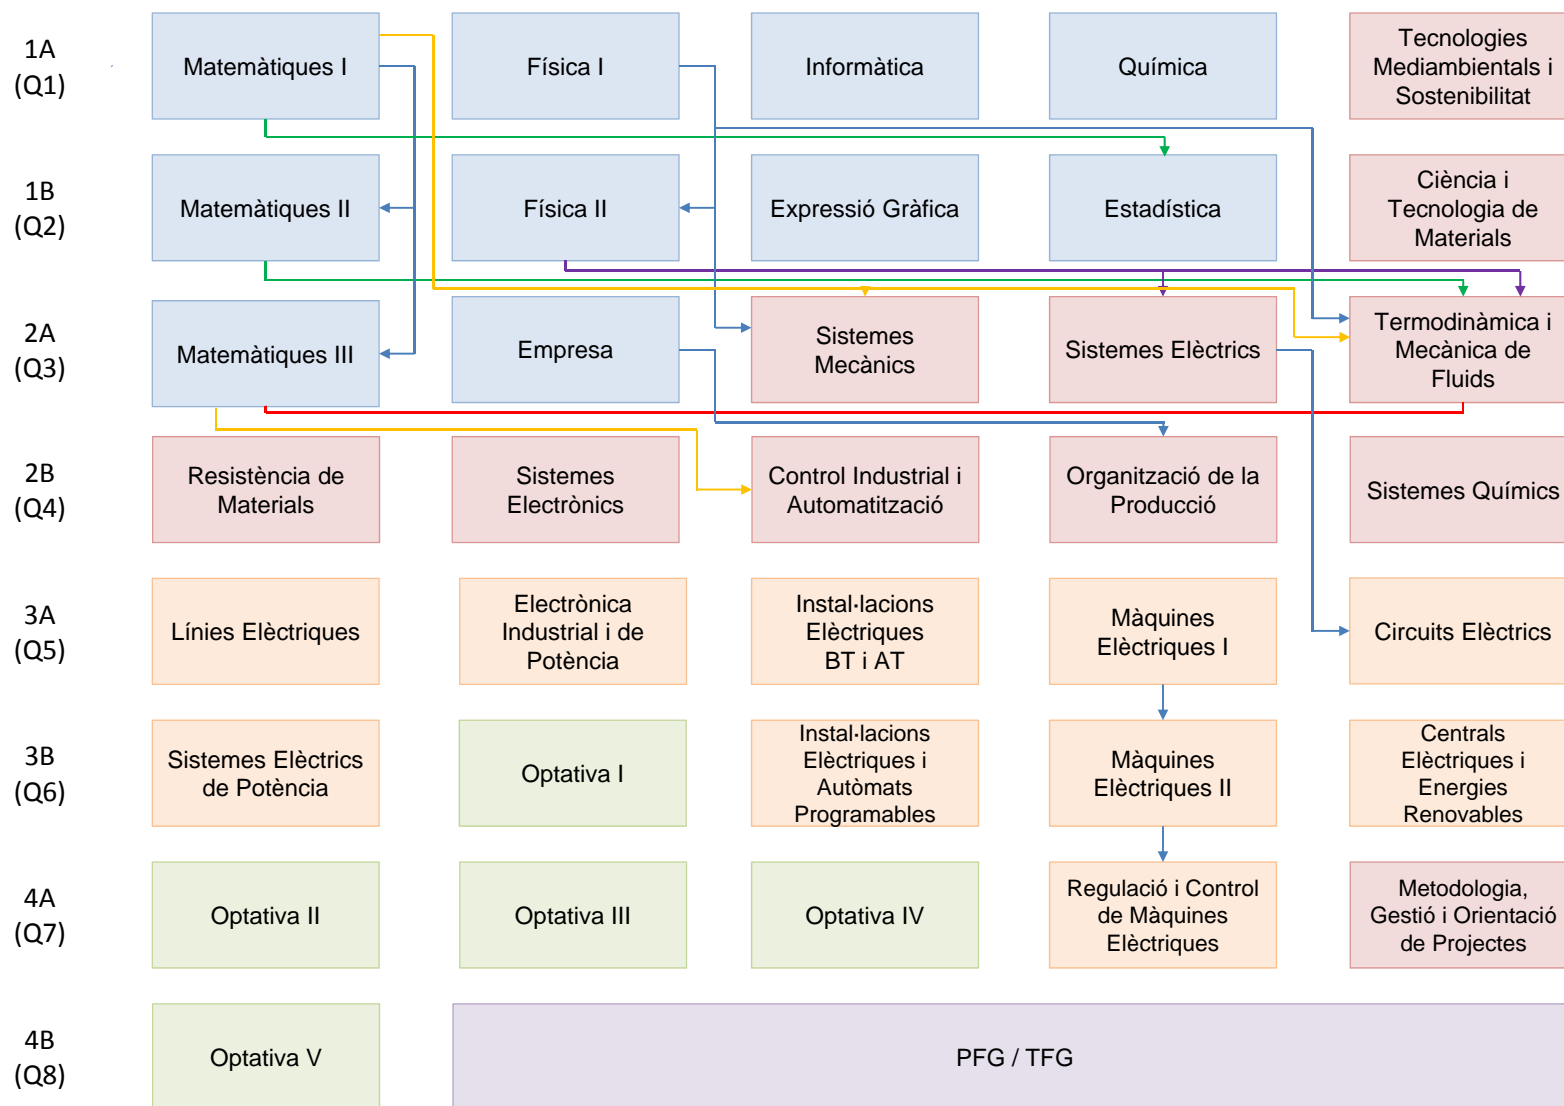 1A
(Q1)
Matemàtiques I
Física I
Informàtica
Química
Tecnologies
Mediambientals i
Sostenibilitat
1B
(Q2)
Matemàtiques II
Física II
Expressió Gràfica
Estadística
Ciència i
Tecnologia de
Materials
2A
(Q3)
Matemàtiques III
Empresa
Sistemes
Mecànics
Sistemes Elèctrics
Termodinàmica i
Mecànica de
Fluids
2B
(Q4)
Resistència de
Materials
Sistemes
Electrònics
Control Industrial i
Automatització
Organització de la
Producció
Sistemes Químics
3A
(Q5)
Línies Elèctriques
Electrònica
Industrial i de
Potència
Instal·lacions
Elèctriques
BT i AT
Màquines
Elèctriques I
Circuits Elèctrics
3B
(Q6)
Sistemes Elèctrics
de Potència
Optativa I
Instal·lacions
Elèctriques i
Autòmats
Programables
Màquines
Elèctriques II
Centrals
Elèctriques i
Energies
Renovables
4A
(Q7)
Optativa II
Optativa III
Optativa IV
Regulació i Control
de Màquines
Elèctriques
Metodologia,
Gestió i Orientació
de Projectes
4B
(Q8)
Optativa V
PFG / TFG